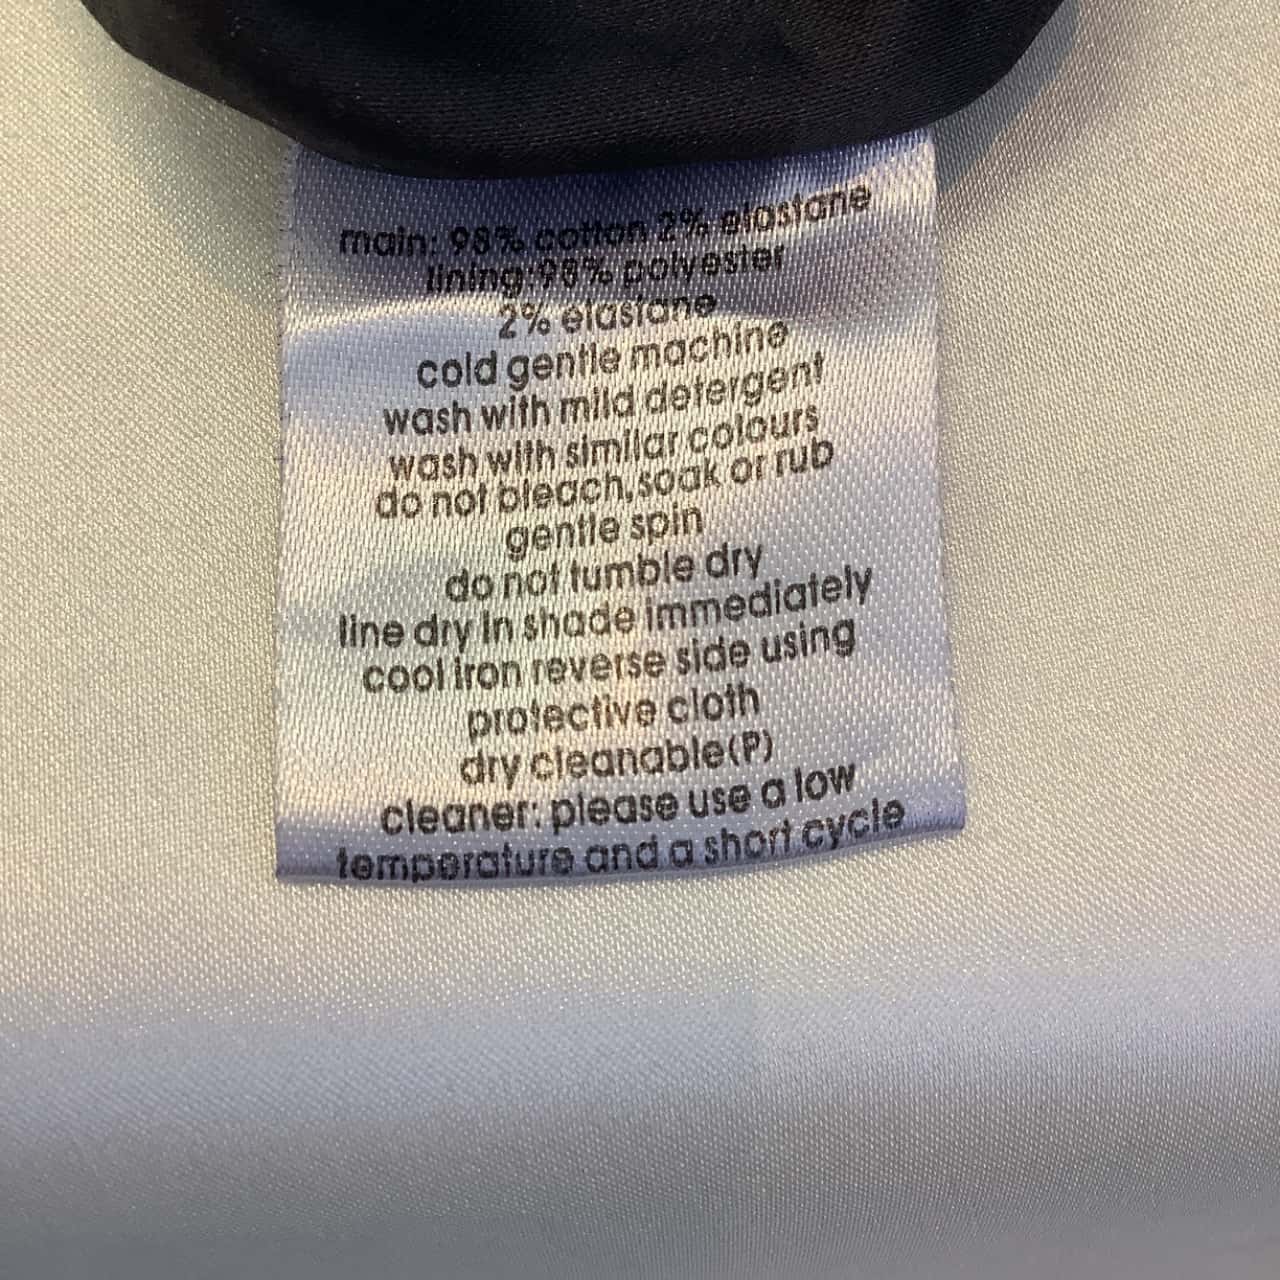 main: 98% cotton 2% elastane
lining:98% polyester
2% elastane
cold gentle machine
wash with mild detergent
wash with similar colours
do not bleach,soak or rub
gentle spin
do not tumble dry
line dry in shade immediately
cool iron reverse side using
protective cloth
dry cleanable(P)
cleaner: please use a low
temperature and a short cycle